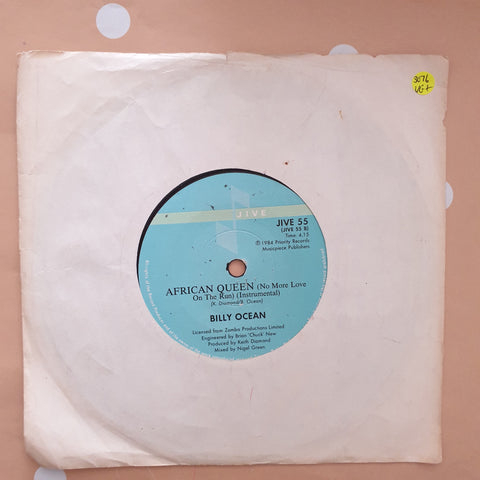 3076
VG+
JIVE
JIVE 55
(JIVE 55 B)
Time: 4,15
℗ 1984 Priority Records
Musicpiece Publishers
AFRICAN QUEEN (No More Love
On The Run) (Instrumental)
(K. Diamond/B. Ocean)
BILLY OCEAN
Licensed from Zomba Productions Limited
Engineered by Brian 'Chuck' New
Produced by Keith Diamond
Mixed by Nigel Green